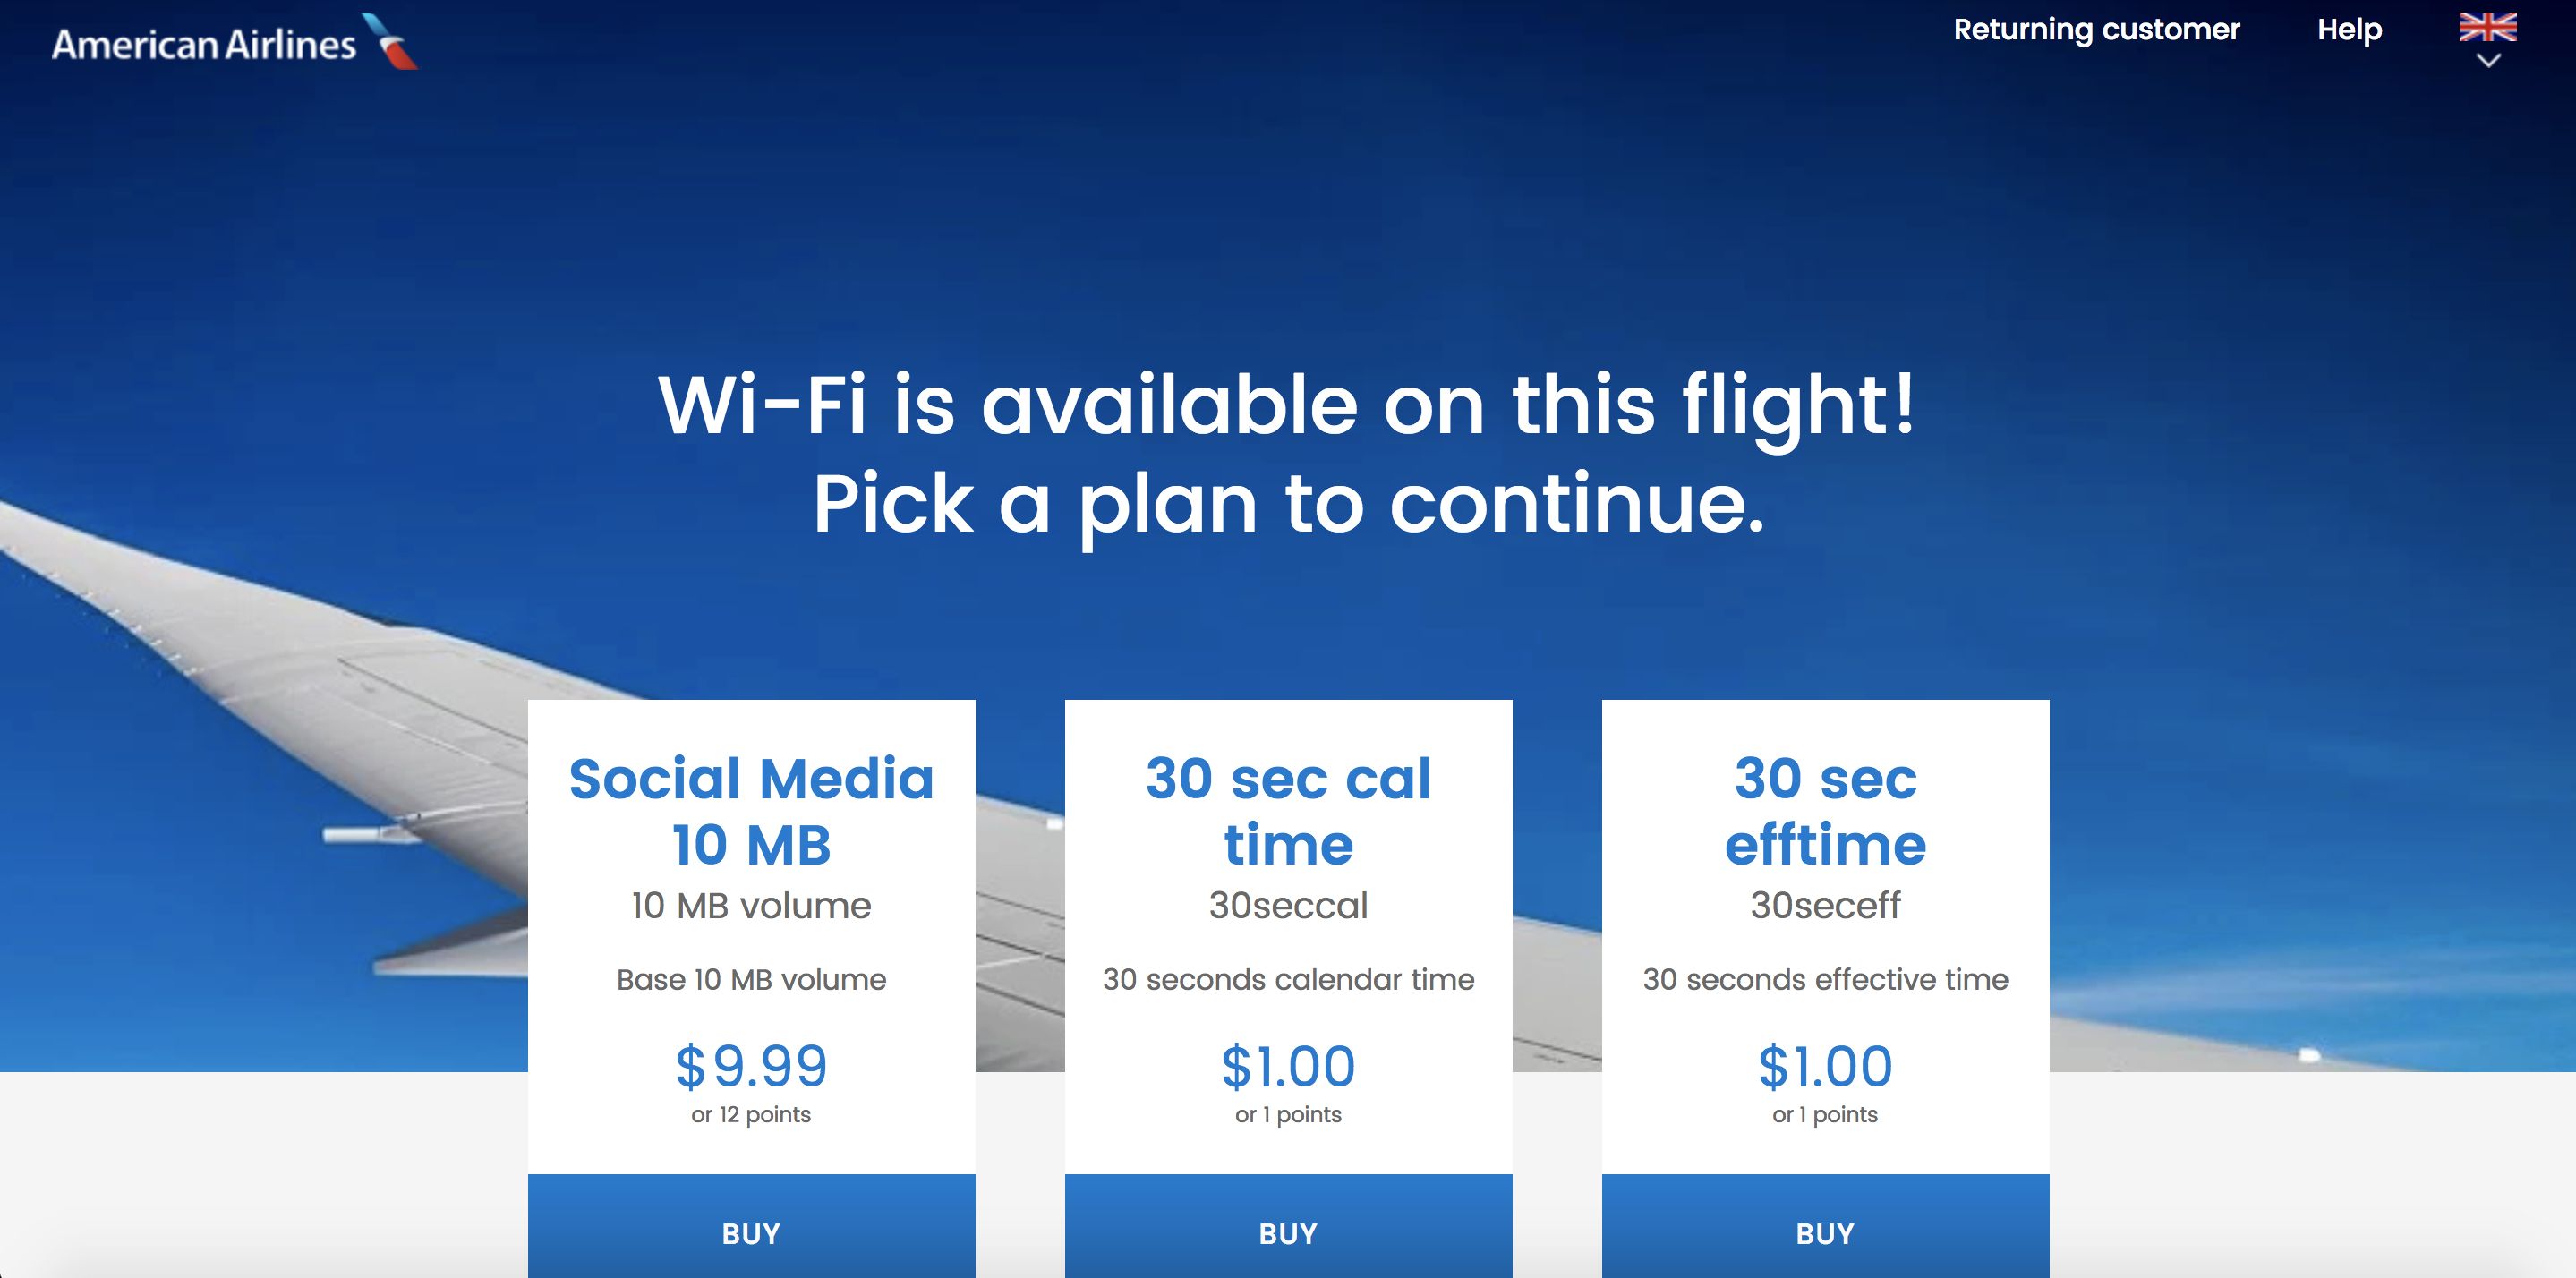 American Airlines
Returning customer
Help
Wi-Fi is available on this flight!
Pick a plan to continue.
Social Media
10 MB
10 MB volume
Base 10 MB volume
$9.99
or 12 points
BUY
30 sec cal
time
30seccal
30 seconds calendar time
$1.00
or 1 points
BUY
30 sec
efftime
30seceff
30 seconds effective time
$1.00
or 1 points
BUY